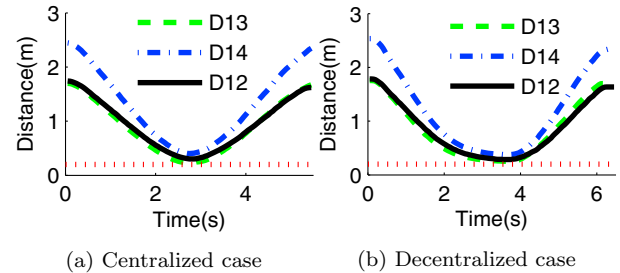 3
2
1
0
Distance(m)
D13
D14
D12
0 2 4
Time(s)
(a) Centralized case
3
2
1
0
Distance(m)
D13
D14
D12
0 2 4 6
Time(s)
(b) Decentralized case